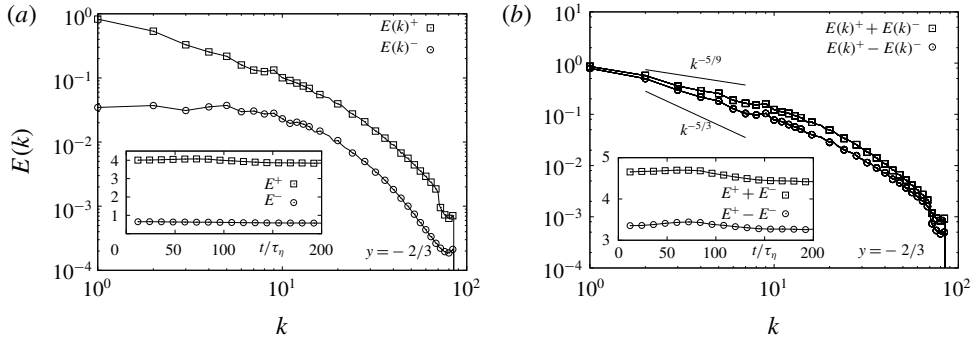 (a)
10^0
10^{-1}
10^{-2}
10^{-3}
10^{-4}
E(k)
E(k)^+
E(k)^-
4
3
2
1
0
50
100
t/τ_η
200
E^+
E^-
y = −2/3
10^0
10^1
10^2
k
(b)
10^1
10^0
10^{-1}
10^{-2}
10^{-3}
10^{-4}
E(k)^+ + E(k)^-
E(k)^+ − E(k)^-
k^{-5/9}
k^{-5/3}
5
4
3
0
50
100
t/τ_η
200
E^+ + E^-
E^+ − E^-
y = −2/3
10^0
10^1
10^2
k